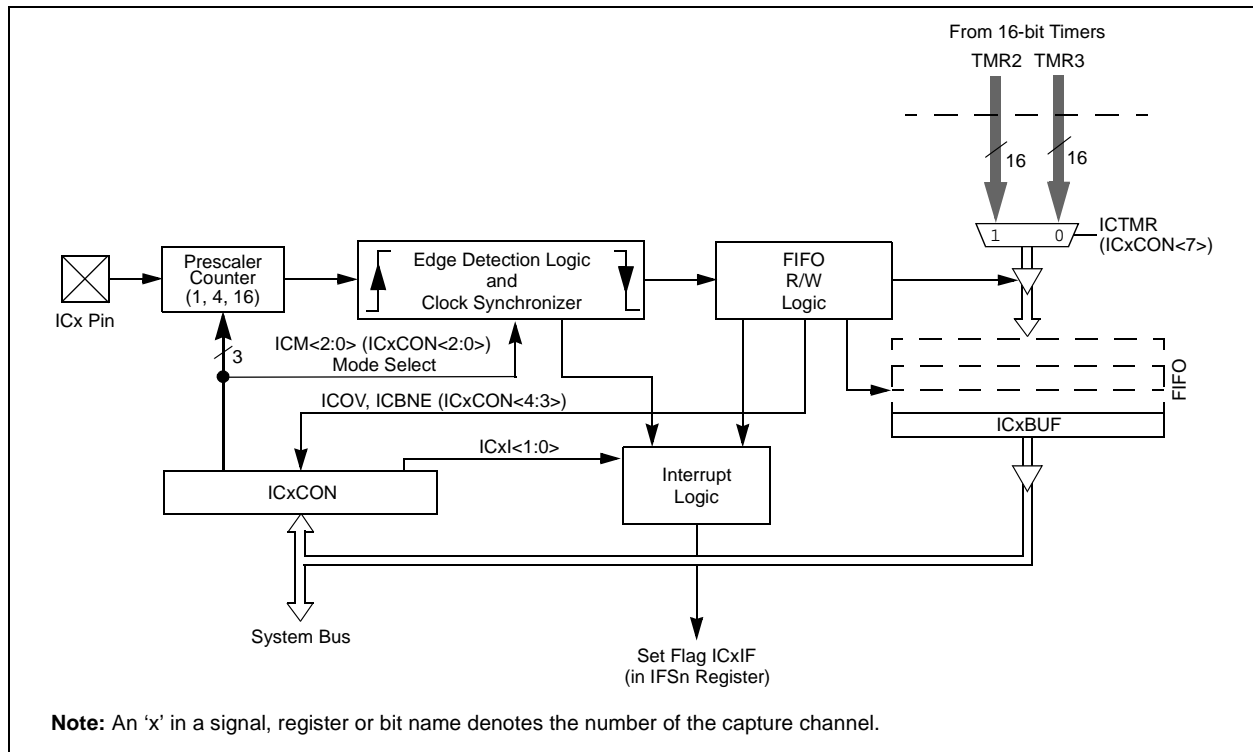 From 16-bit Timers
TMR2 TMR3
16 16
1 0
ICTMR
(ICxCON<7>)
ICx Pin
Prescaler
Counter
(1, 4, 16)
3
Edge Detection Logic
and
Clock Synchronizer
FIFO
R/W
Logic
ICM<2:0> (ICxCON<2:0>)
Mode Select
FIFO
ICOV, ICBNE (ICxCON<4:3>)
ICxBUF
ICxI<1:0>
ICxCON
Interrupt
Logic
System Bus
Set Flag ICxIF
(in IFSn Register)
Note: An ‘x’ in a signal, register or bit name denotes the number of the capture channel.